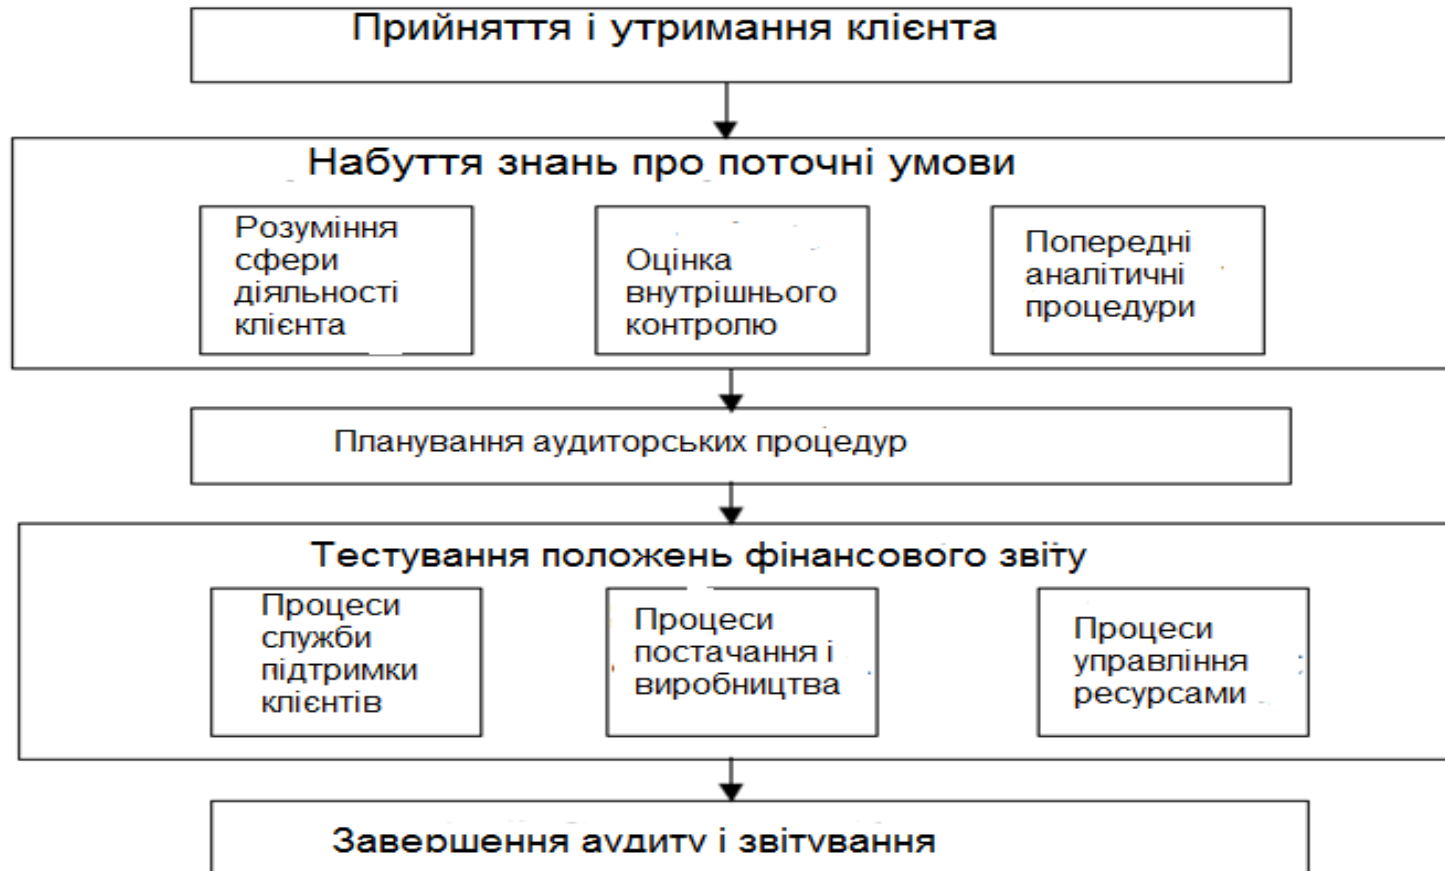 Прийняття і утримання клієнта
Набуття знань про поточні умови
Розуміння
сфери
діяльності
клієнта
Оцінка
внутрішнього
контролю
Попередні
аналітичні
процедури
Планування аудиторських процедур
Тестування положень фінансового звіту
Процеси
служби
підтримки
клієнтів
Процеси
постачання і
виробництва
Процеси
управління
ресурсами
Завершення аудиту і звітування